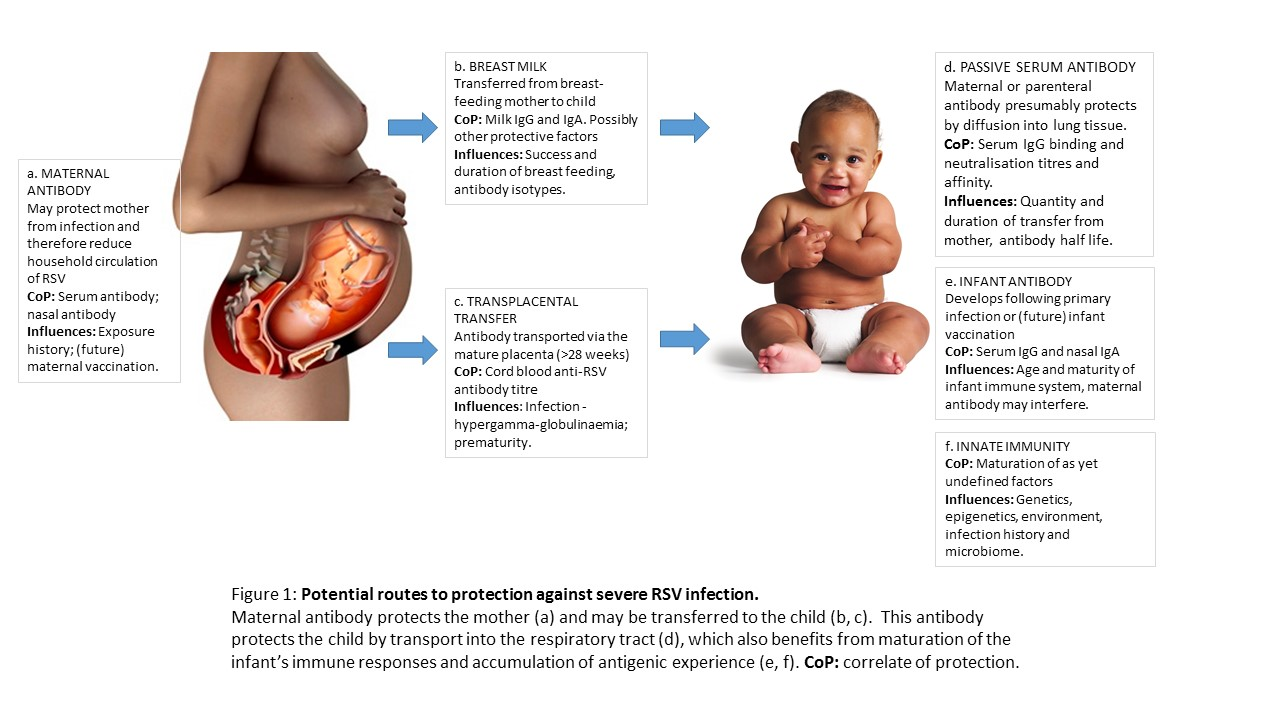 a. MATERNAL
ANTIBODY
May protect mother
from infection and
therefore reduce
household circulation
of RSV
CoP: Serum antibody;
nasal antibody
Influences: Exposure
history; (future)
maternal vaccination.
b. BREAST MILK
Transferred from breast-
feeding mother to child
CoP: Milk IgG and IgA. Possibly
other protective factors
Influences: Success and
duration of breast feeding,
antibody isotypes.
c. TRANSPLACENTAL
TRANSFER
Antibody transported via the
mature placenta (>28 weeks)
CoP: Cord blood anti-RSV
antibody titre
Influences: Infection -
hypergamma-globulinaemia;
prematurity.
d. PASSIVE SERUM ANTIBODY
Maternal or parenteral
antibody presumably protects
by diffusion into lung tissue.
CoP: Serum IgG binding and
neutralisation titres and
affinity.
Influences: Quantity and
duration of transfer from
mother, antibody half life.
e. INFANT ANTIBODY
Develops following primary
infection or (future) infant
vaccination
CoP: Serum IgG and nasal IgA
Influences: Age and maturity of
infant immune system, maternal
antibody may interfere.
f. INNATE IMMUNITY
CoP: Maturation of as yet
undefined factors
Influences: Genetics,
epigenetics, environment,
infection history and
microbiome.
Figure 1: Potential routes to protection against severe RSV infection.
Maternal antibody protects the mother (a) and may be transferred to the child (b, c). This antibody
protects the child by transport into the respiratory tract (d), which also benefits from maturation of the
infant's immune responses and accumulation of antigenic experience (e, f). CoP: correlate of protection.